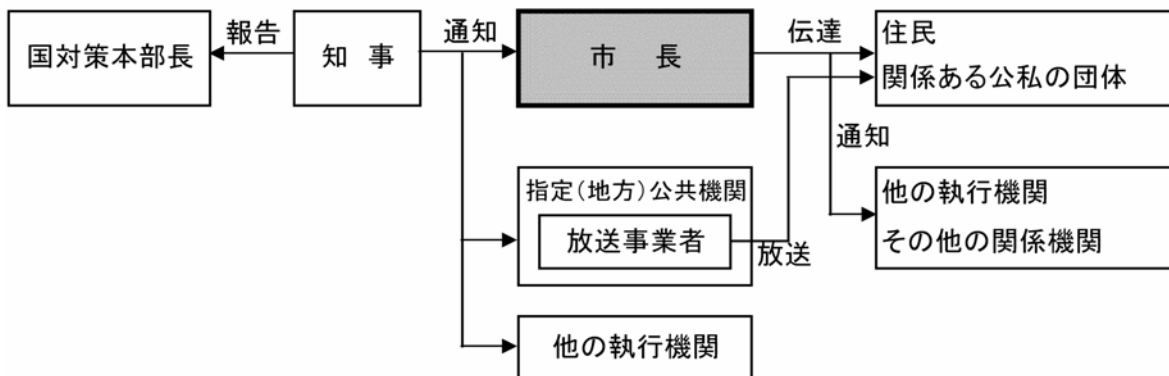 国対策本部長
報告
知 事
通知
市 長
伝達
住民
関係ある公私の団体
通知
指定(地方)公共機関
放送事業者
放送
他の執行機関
その他の関係機関
他の執行機関